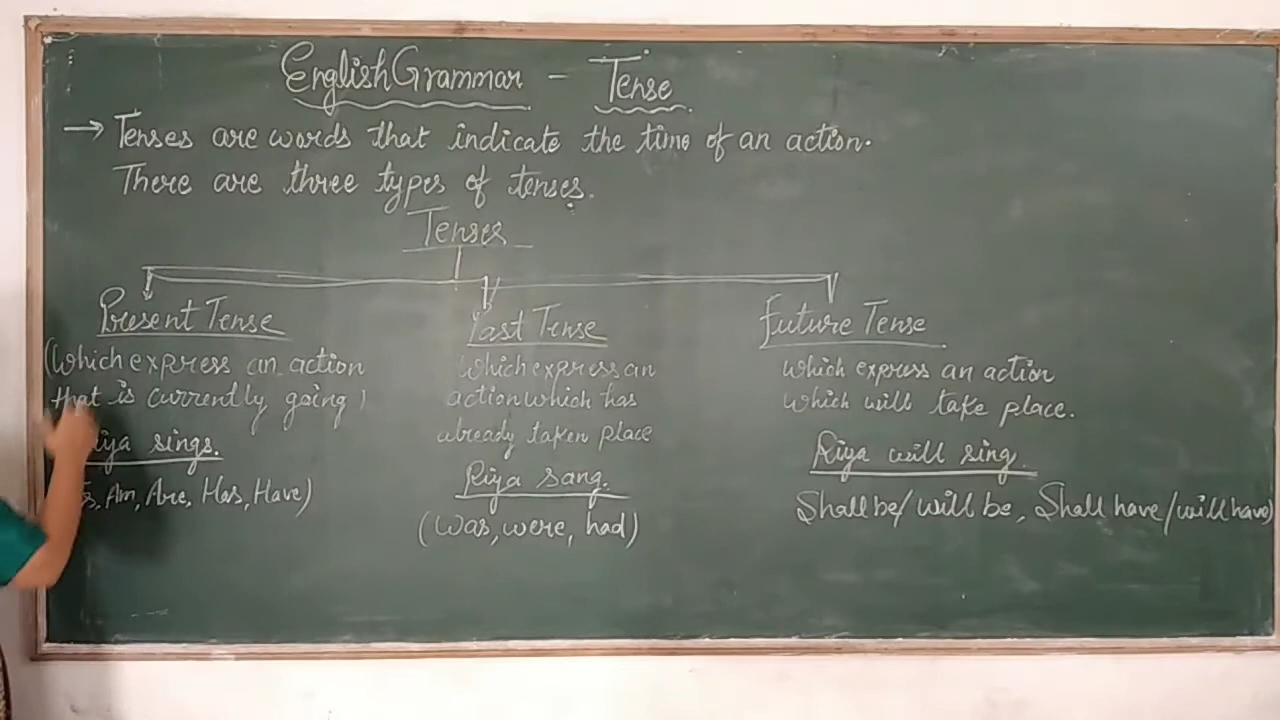 English Grammar - Tense
→ Tenses are words that indicate the time of an action.
There are three types of tenses.
Tenses
Present Tense
(Which express an action
that is currently going)
Riya sings.
Am, Are, Has, Have)
Past Tense
Which express an
action which has
already taken place
Riya sang.
(Was, were, had)
Future Tense
which express an action
which will take place.
Riya will sing.
Shall be/will be, Shall have/will have)